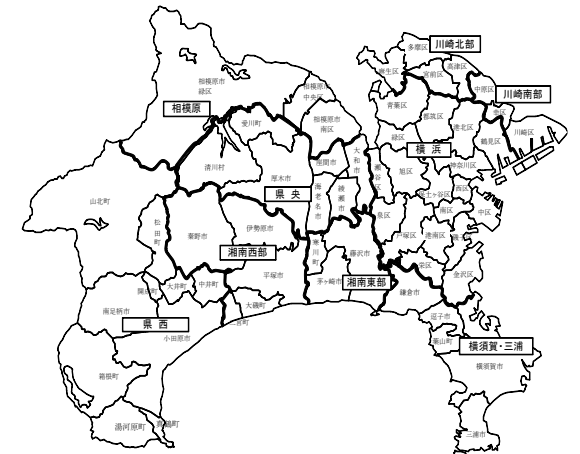 川崎北部
多摩区
麻生区
高津区
宮前区
相模原市
緑区
相模原市
中央区
中原区
川崎南部
相模原
青葉区
幸区
愛川町
相模原市
南区
都筑区
港北区
川崎区
鶴見区
緑区
横 浜
大和市
座間市
清川村
神奈川区
瀬谷区
旭区
厚木市
海老名市
綾瀬市
県 央
保土ヶ谷区
西区
山北町
南区
中区
泉区
松田町
秦野市
伊勢原市
寒川町
藤沢市
戸塚区
港南区
磯子区
湘南西部
栄区
金沢区
平塚市
茅ヶ崎市
湘南東部
開成町
大井町
中井町
鎌倉市
南足柄市
大磯町
二宮町
逗子市
県 西
小田原市
葉山町
横須賀・三浦
横須賀市
箱根町
湯河原町
真鶴町
三浦市